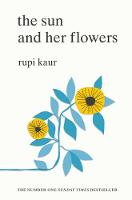 the sun
and her flowers
rupi kaur
THE NUMBER ONE SUNDAY TIMES BESTSELLER